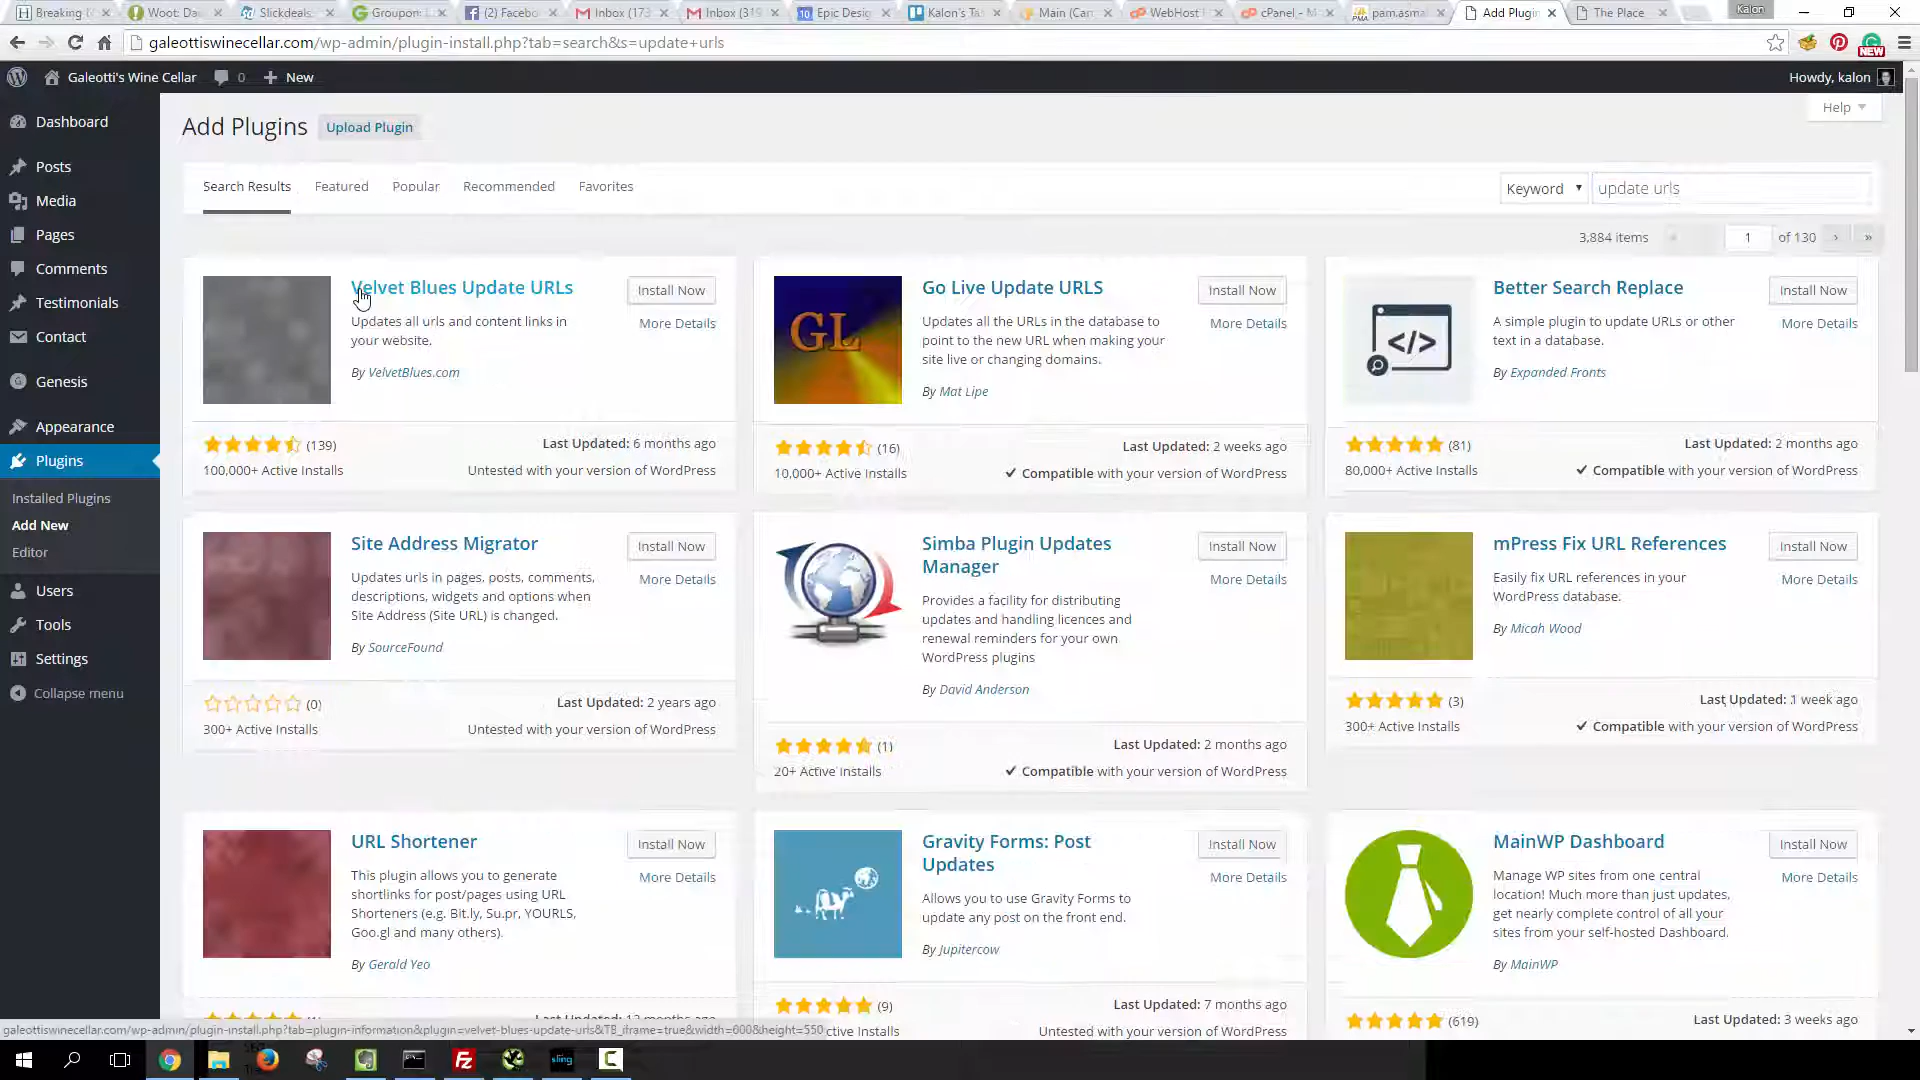 Breaking
Woot: Da
Slickdeals
Groupon
(2) Facebo
Inbox (173
Inbox (319
Epic Desig
Kalon's Ta
Main (Car
WebHost
cPanel - M
pam.asma
Add Plugin
The Place
Kalon
galeottiswinecellar.com/wp-admin/plugin-install.php?tab=search&s=update+urls
NEW
Galeotti's Wine Cellar
0
New
Howdy, kalon
Help
Dashboard
Posts
Media
Pages
Comments
Testimonials
Contact
Genesis
Appearance
Plugins
Installed Plugins
Add New
Editor
Users
Tools
Settings
Collapse menu
Add Plugins
Upload Plugin
Search Results
Featured
Popular
Recommended
Favorites
Keyword
update urls
3,884 items
«
1
of 130
›
»
Velvet Blues Update URLs
Install Now
More Details
Updates all urls and content links in
your website.
By VelvetBlues.com
(139)
100,000+ Active Installs
Last Updated: 6 months ago
Untested with your version of WordPress
GL
Go Live Update URLS
Install Now
More Details
Updates all the URLs in the database to
point to the new URL when making your
site live or changing domains.
By Mat Lipe
(16)
10,000+ Active Installs
Last Updated: 2 weeks ago
Compatible with your version of WordPress
</>
Better Search Replace
Install Now
More Details
A simple plugin to update URLs or other
text in a database.
By Expanded Fronts
(81)
80,000+ Active Installs
Last Updated: 2 months ago
Compatible with your version of WordPress
Site Address Migrator
Install Now
More Details
Updates urls in pages, posts, comments,
descriptions, widgets and options when
Site Address (Site URL) is changed.
By SourceFound
(0)
300+ Active Installs
Last Updated: 2 years ago
Untested with your version of WordPress
Simba Plugin Updates
Manager
Install Now
More Details
Provides a facility for distributing
updates and handling licences and
renewal reminders for your own
WordPress plugins
By David Anderson
(1)
20+ Active Installs
Last Updated: 2 months ago
Compatible with your version of WordPress
mPress Fix URL References
Install Now
More Details
Easily fix URL references in your
WordPress database.
By Micah Wood
(3)
300+ Active Installs
Last Updated: 1 week ago
Compatible with your version of WordPress
URL Shortener
Install Now
More Details
This plugin allows you to generate
shortlinks for post/pages using URL
Shorteners (e.g. Bit.ly, Su.pr, YOURLS,
Goo.gl and many others).
By Gerald Yeo
Gravity Forms: Post
Updates
Install Now
More Details
Allows you to use Gravity Forms to
update any post on the front end.
By Jupitercow
(9)
ctive Installs
Last Updated: 7 months ago
Untested with your version of WordPress
MainWP Dashboard
Install Now
More Details
Manage WP sites from one central
location! Much more than just updates,
get nearly complete control of all your
sites from your self-hosted Dashboard.
By MainWP
(619)
Last Updated: 3 weeks ago
galeottiswinecellar.com/wp-admin/plugin-install.php?tab=plugin-information&plugin=velvet-blues-update-urls&TB_iframe=true&width=600&height=550
sling